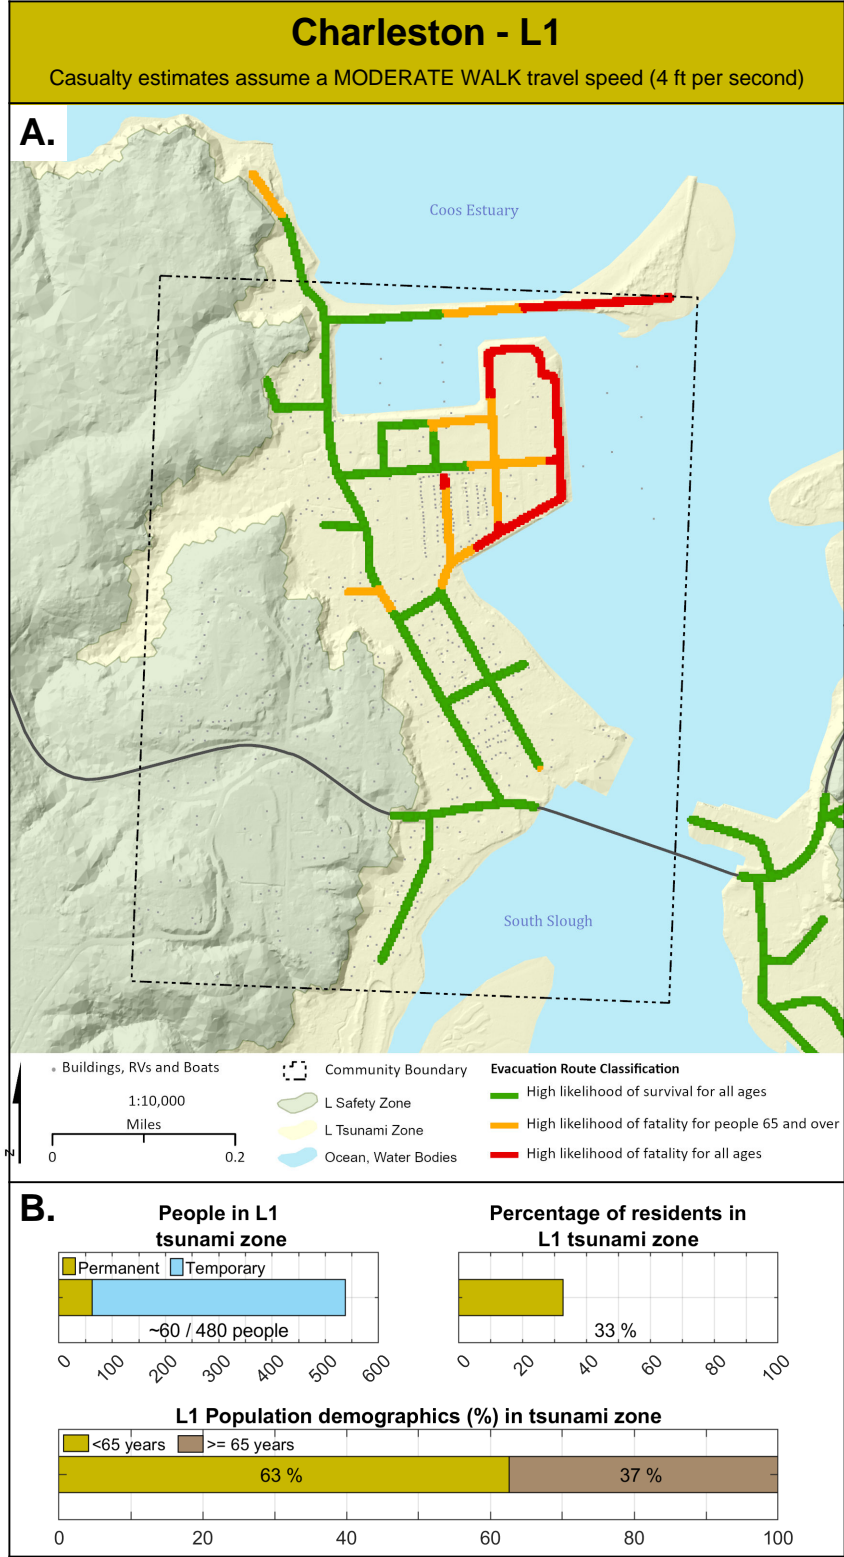 Charleston - L1
Casualty estimates assume a MODERATE WALK travel speed (4 ft per second)
A.
Coos Estuary
South Slough
Buildings, RVs and Boats
1:10,000
Miles
0 0.2
z
Community Boundary
L Safety Zone
L Tsunami Zone
Ocean, Water Bodies
Evacuation Route Classification
High likelihood of survival for all ages
High likelihood of fatality for people 65 and over
High likelihood of fatality for all ages
B.
People in L1
tsunami zone
Permanent Temporary
~60 / 480 people
0 100 200 300 400 500 600
Percentage of residents in
L1 tsunami zone
33 %
0 20 40 60 80 100
L1 Population demographics (%) in tsunami zone
<65 years >= 65 years
63 % 37 %
0 20 40 60 80 100